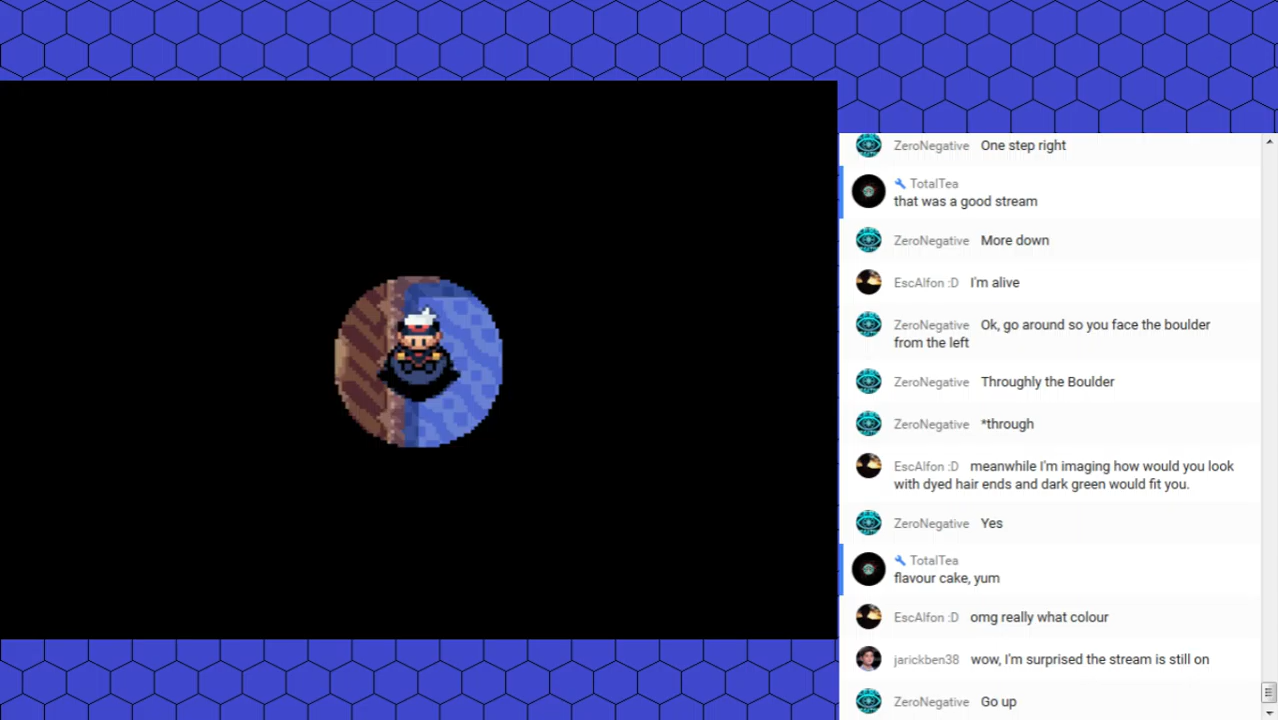 ZeroNegative One step right
TotalTea
that was a good stream
ZeroNegative More down
EscAlfon :D I'm alive
ZeroNegative Ok, go around so you face the boulder
from the left
ZeroNegative Throughly the Boulder
ZeroNegative *through
EscAlfon :D meanwhile I'm imaging how would you look
with dyed hair ends and dark green would fit you.
ZeroNegative Yes
TotalTea
flavour cake, yum
EscAlfon :D omg really what colour
jarickben38 wow, I'm surprised the stream is still on
ZeroNegative Go up